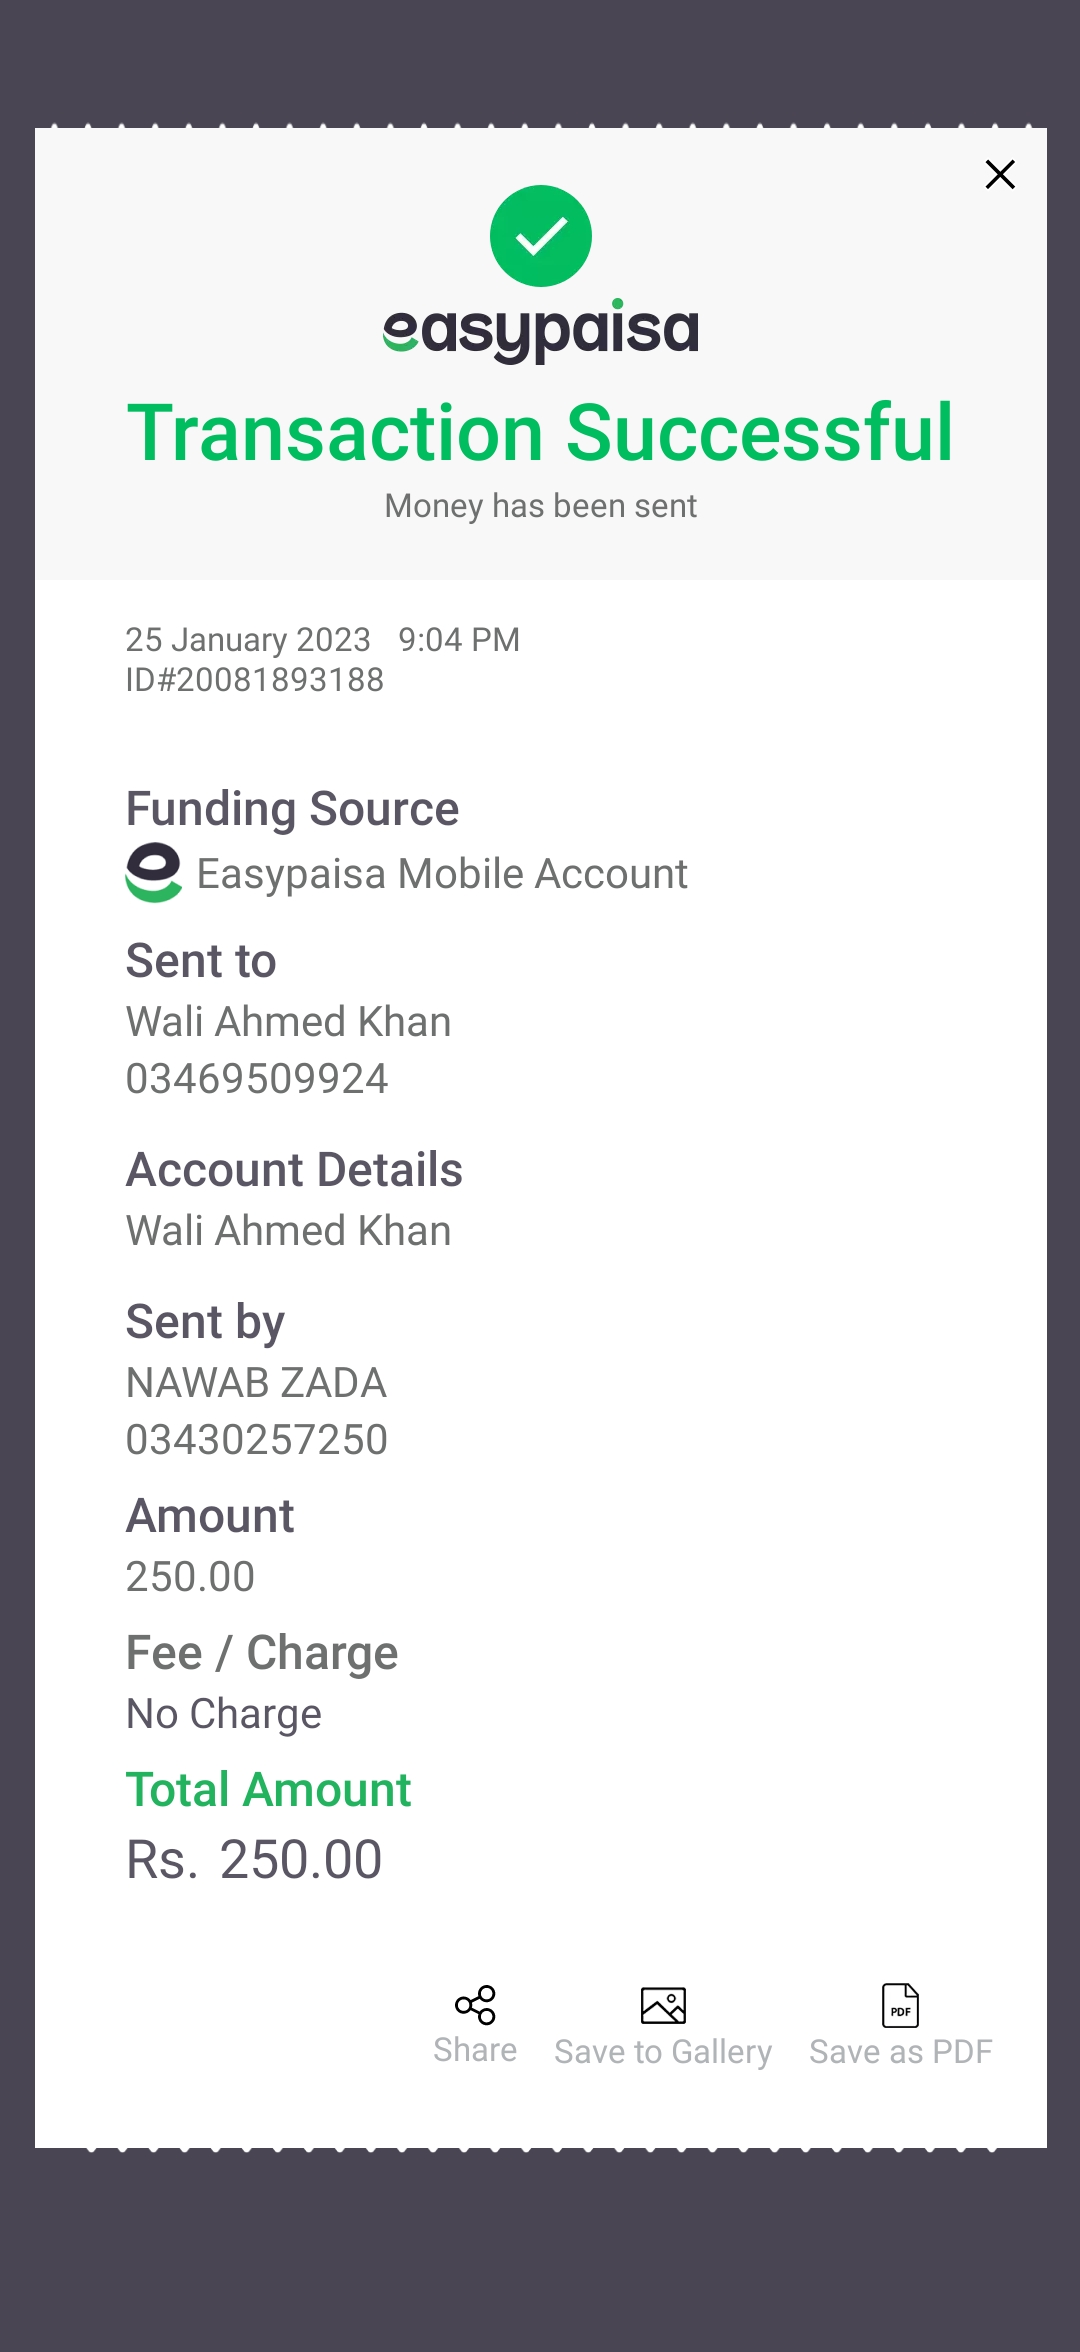 easypaisa
Transaction Successful
Money has been sent
25 January 2023 9:04 PM
ID#20081893188
Funding Source
Easypaisa Mobile Account
Sent to
Wali Ahmed Khan
03469509924
Account Details
Wali Ahmed Khan
Sent by
NAWAB ZADA
03430257250
Amount
250.00
Fee / Charge
No Charge
Total Amount
Rs. 250.00
PDF
Share Save to Gallery Save as PDF